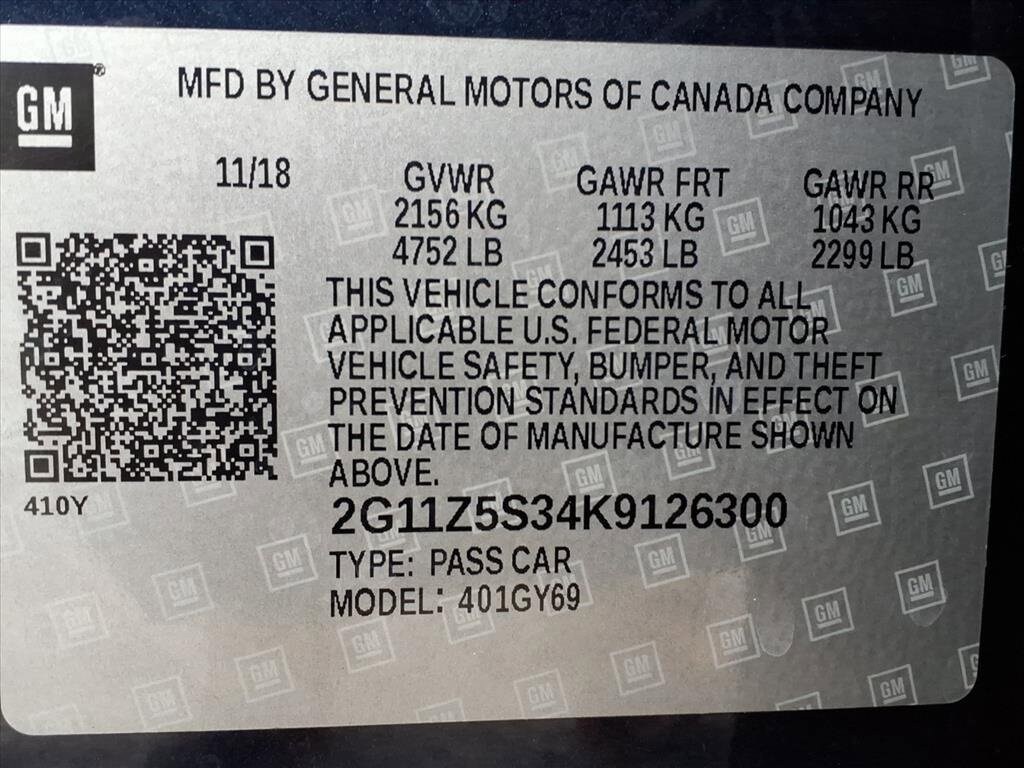 GM®
MFD BY GENERAL MOTORS OF CANADA COMPANY
11/18 GVWR GAWR FRT GAWR RR
2156 KG 1113 KG 1043 KG
4752 LB 2453 LB 2299 LB
THIS VEHICLE CONFORMS TO ALL
APPLICABLE U.S. FEDERAL MOTOR
VEHICLE SAFETY, BUMPER, AND THEFT
PREVENTION STANDARDS IN EFFECT ON
THE DATE OF MANUFACTURE SHOWN
ABOVE.
410Y
2G11Z5S34K9126300
TYPE: PASS CAR
MODEL: 401GY69